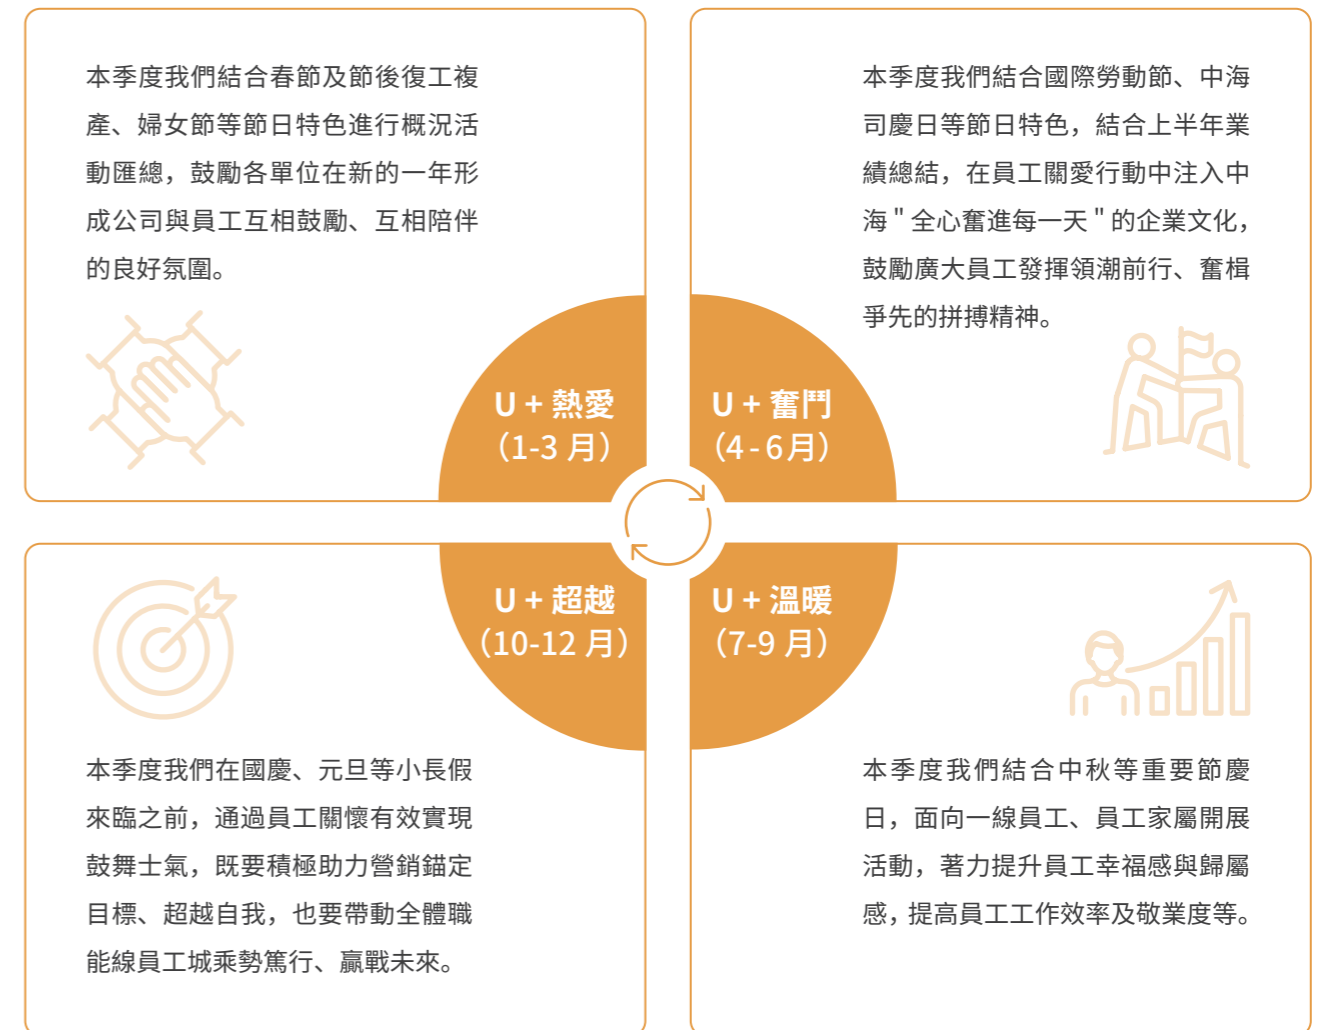 本季度我們結合春節及節後復工複
產、婦女節等節日特色進行概況活
動匯總，鼓勵各單位在新的一年形
成公司與員工互相鼓勵、互相陪伴
的良好氛圍。
U + 熱愛
（1-3 月）
本季度我們結合國際勞動節、中海
司慶日等節日特色，結合上半年業
績總結，在員工關愛行動中注入中
海 " 全心奮進每一天 " 的企業文化，
鼓勵廣大員工發揮領潮前行、奮楫
爭先的拼搏精神。
U + 奮鬥
（4 - 6月）
U + 超越
（10-12 月）
本季度我們在國慶、元旦等小長假
來臨之前，通過員工關懷有效實現
鼓舞士氣，既要積極助力營銷錨定
目標、超越自我，也要帶動全體職
能線員工城乘勢篤行、贏戰未來。
U + 溫暖
（7-9 月）
本季度我們結合中秋等重要節慶
日，面向一線員工、員工家屬開展
活動，著力提升員工幸福感與歸屬
感，提高員工工作效率及敬業度等。